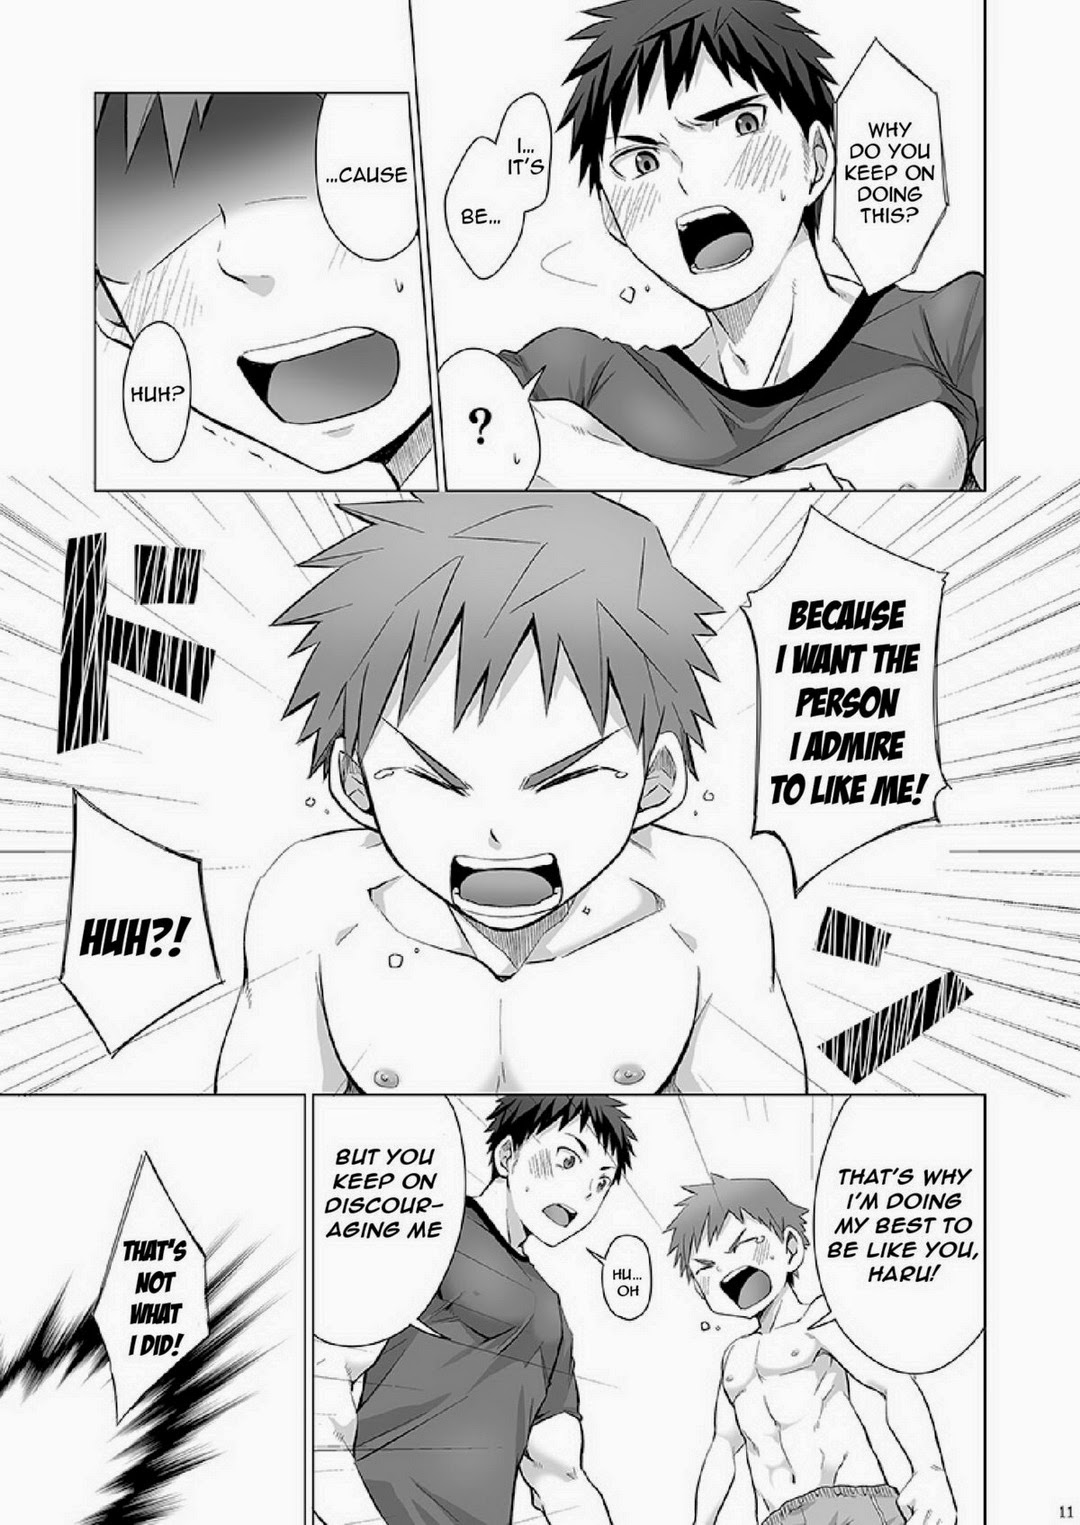 WHY
DO YOU
KEEP ON
DOING
THIS?
I...
IT'S
BE...
?
...CAUSE
HUH?
BECAUSE
I WANT THE
PERSON
I ADMIRE
TO LIKE ME!
ドドン
HUH?!
THAT'S WHY
I'M DOING
MY BEST TO
BE LIKE YOU,
HARU!
HU...
OH
BUT YOU
KEEP ON
DISCOUR-
AGING ME
THAT'S
NOT
WHAT
I DID!
11